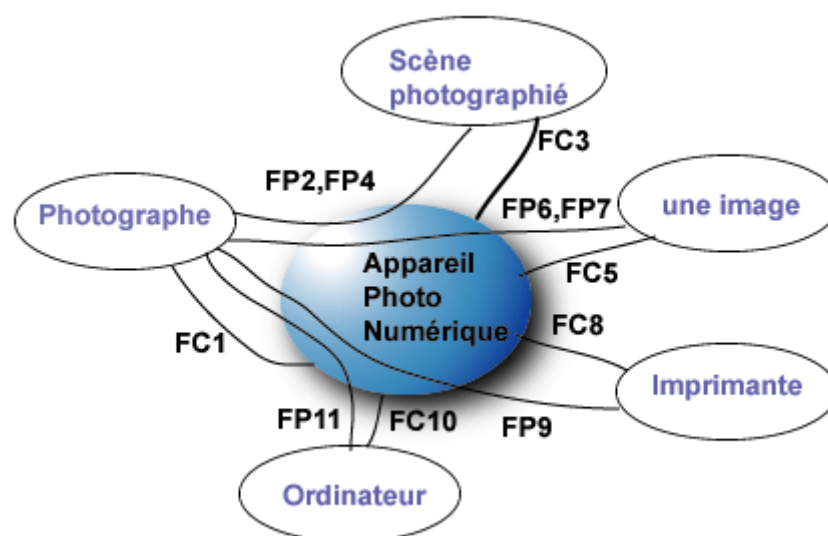 Scène
photographié
FC3
FP2,FP4
Photographe
FP6,FP7
une image
Appareil
Photo
Numérique
FC5
FC1
FC8
Imprimante
FP11
FC10
FP9
Ordinateur